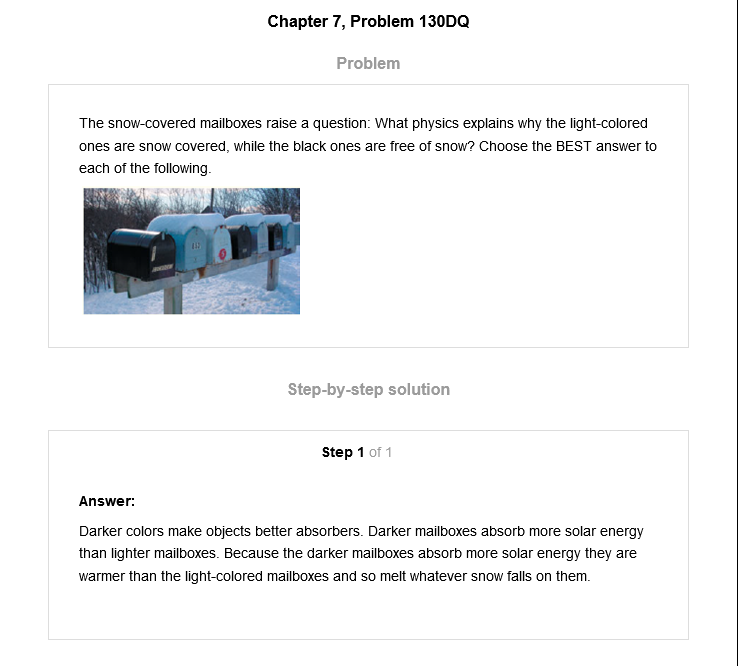 Chapter 7, Problem 130DQ
Problem
The snow-covered mailboxes raise a question: What physics explains why the light-colored
ones are snow covered, while the black ones are free of snow? Choose the BEST answer to
each of the following.
Step-by-step solution
Step 1 of 1
Answer:
Darker colors make objects better absorbers. Darker mailboxes absorb more solar energy
than lighter mailboxes. Because the darker mailboxes absorb more solar energy they are
warmer than the light-colored mailboxes and so melt whatever snow falls on them.